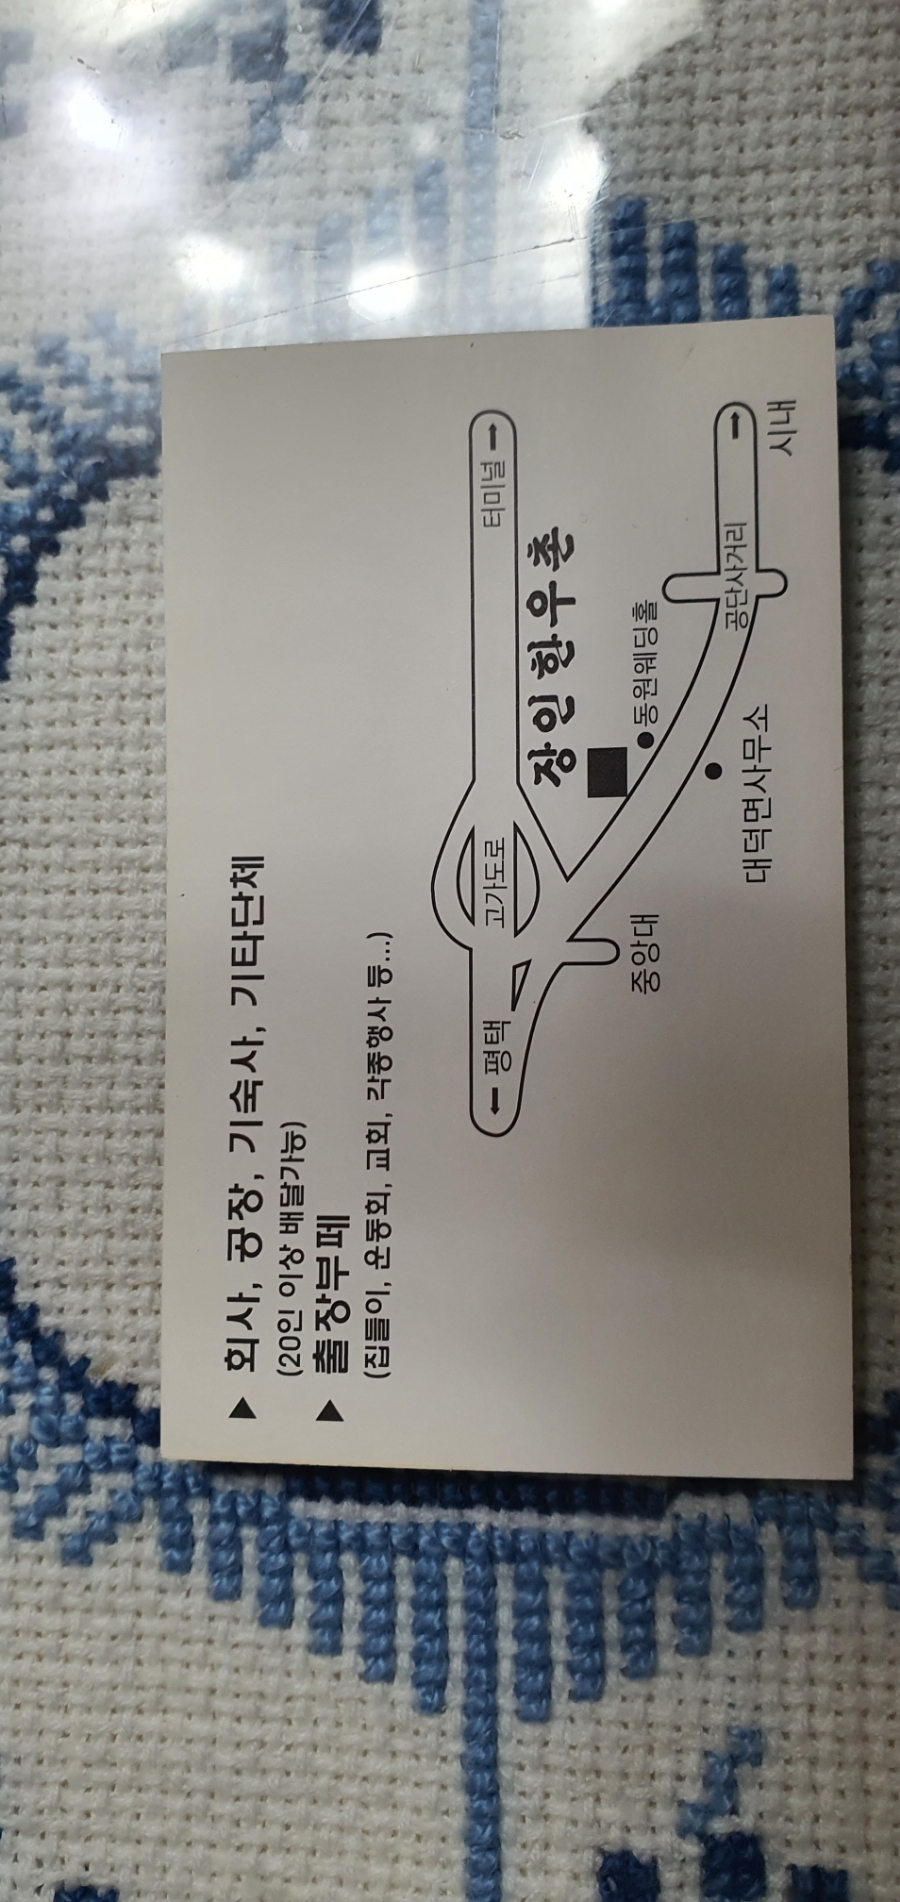 ▶ 회사, 공장, 기숙사, 기타단체
(20인 이상 배달가능)
▶ 출장부페
(집들이, 운동회, 교회, 각종행사 등...)
← 평택
고가도로
터미널 →
장인한우촌
동원웨딩홀
중앙대
공단사거리
→
시내
대덕면사무소